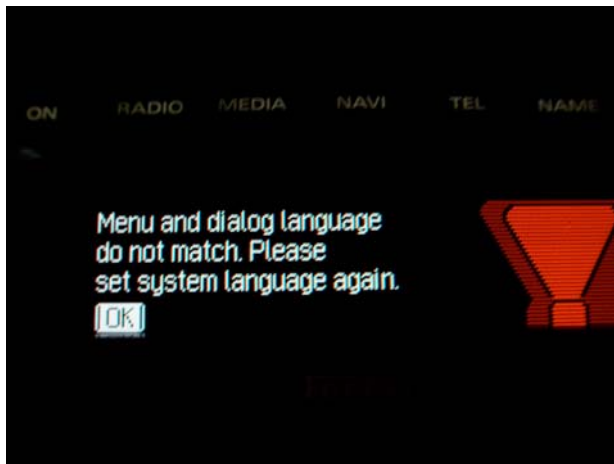 ON RADIO MEDIA NAVI TEL NAME
Menu and dialog language
do not match. Please
set system language again.
OK